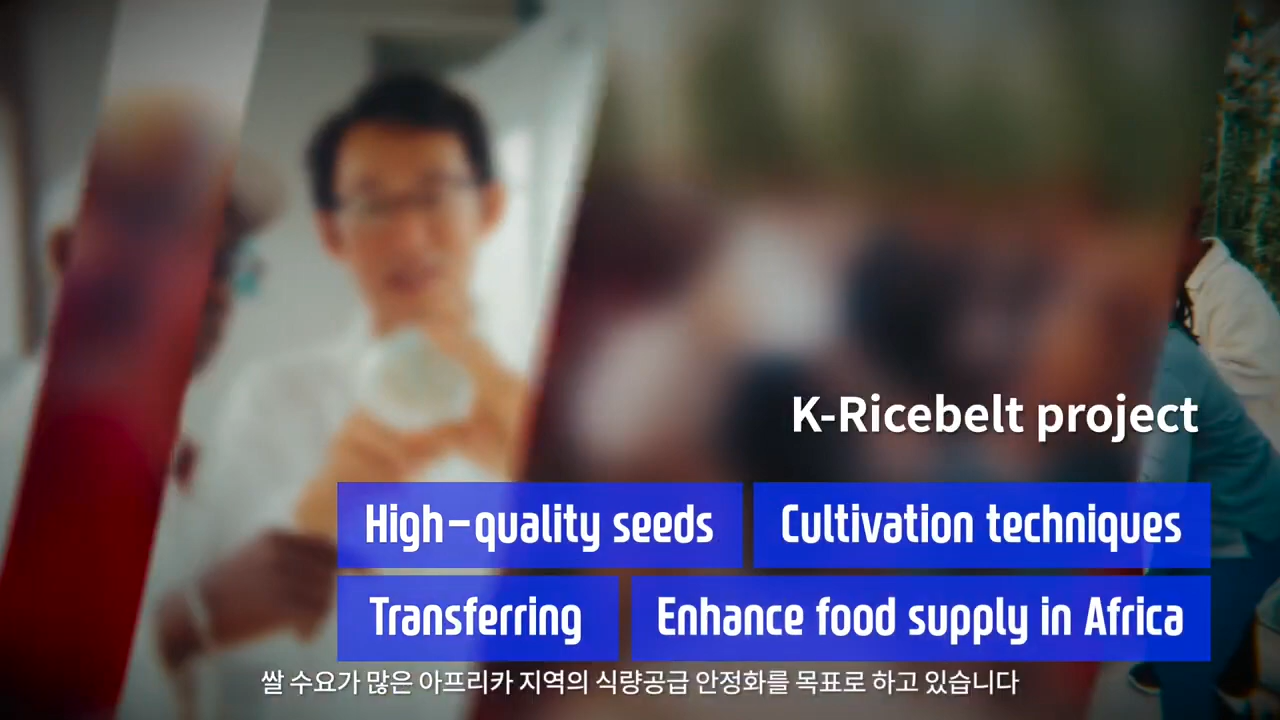 K-Ricebelt project
High-quality seeds
Cultivation techniques
Transferring
Enhance food supply in Africa
쌀 수요가 많은 아프리카 지역의 식량공급 안정화를 목표로 하고 있습니다